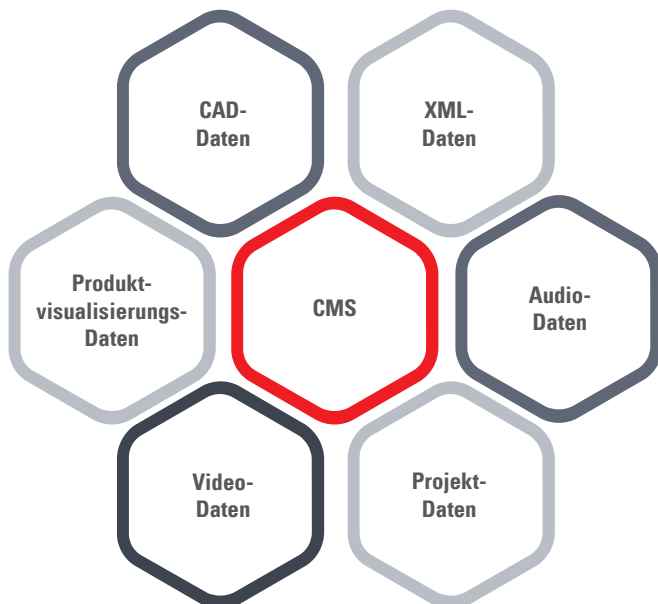 CAD-
Daten
XML-
Daten
Produkt-
visualisierungs-
Daten
CMS
Audio-
Daten
Video-
Daten
Projekt-
Daten